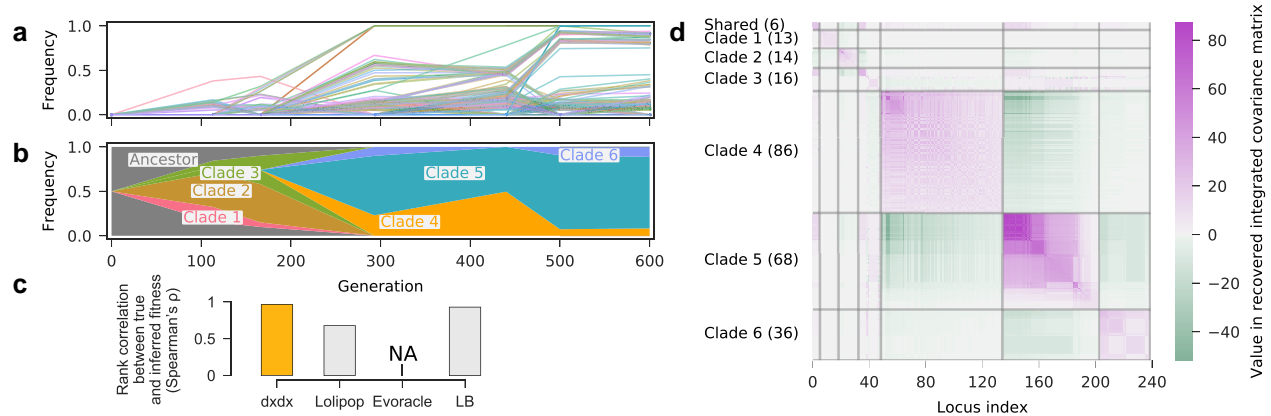 a
Frequency
1.0
0.5
0.0
b
Frequency
1.0
0.5
0.0
Ancestor
Clade 3
Clade 2
Clade 1
Clade 6
Clade 5
Clade 4
0 100 200 300 400 500 600
Generation
c
Rank correlation
between true
and inferred fitness
(Spearman's ρ)
1
0.5
0
NA
dxdx Lolipop Evoracle LB
d
Shared (6)
Clade 1 (13)
Clade 2 (14)
Clade 3 (16)
Clade 4 (86)
Clade 5 (68)
Clade 6 (36)
0 40 80 120 160 200 240
Locus index
80
60
40
20
0
−20
−40
Value in recovered integrated covariance matrix